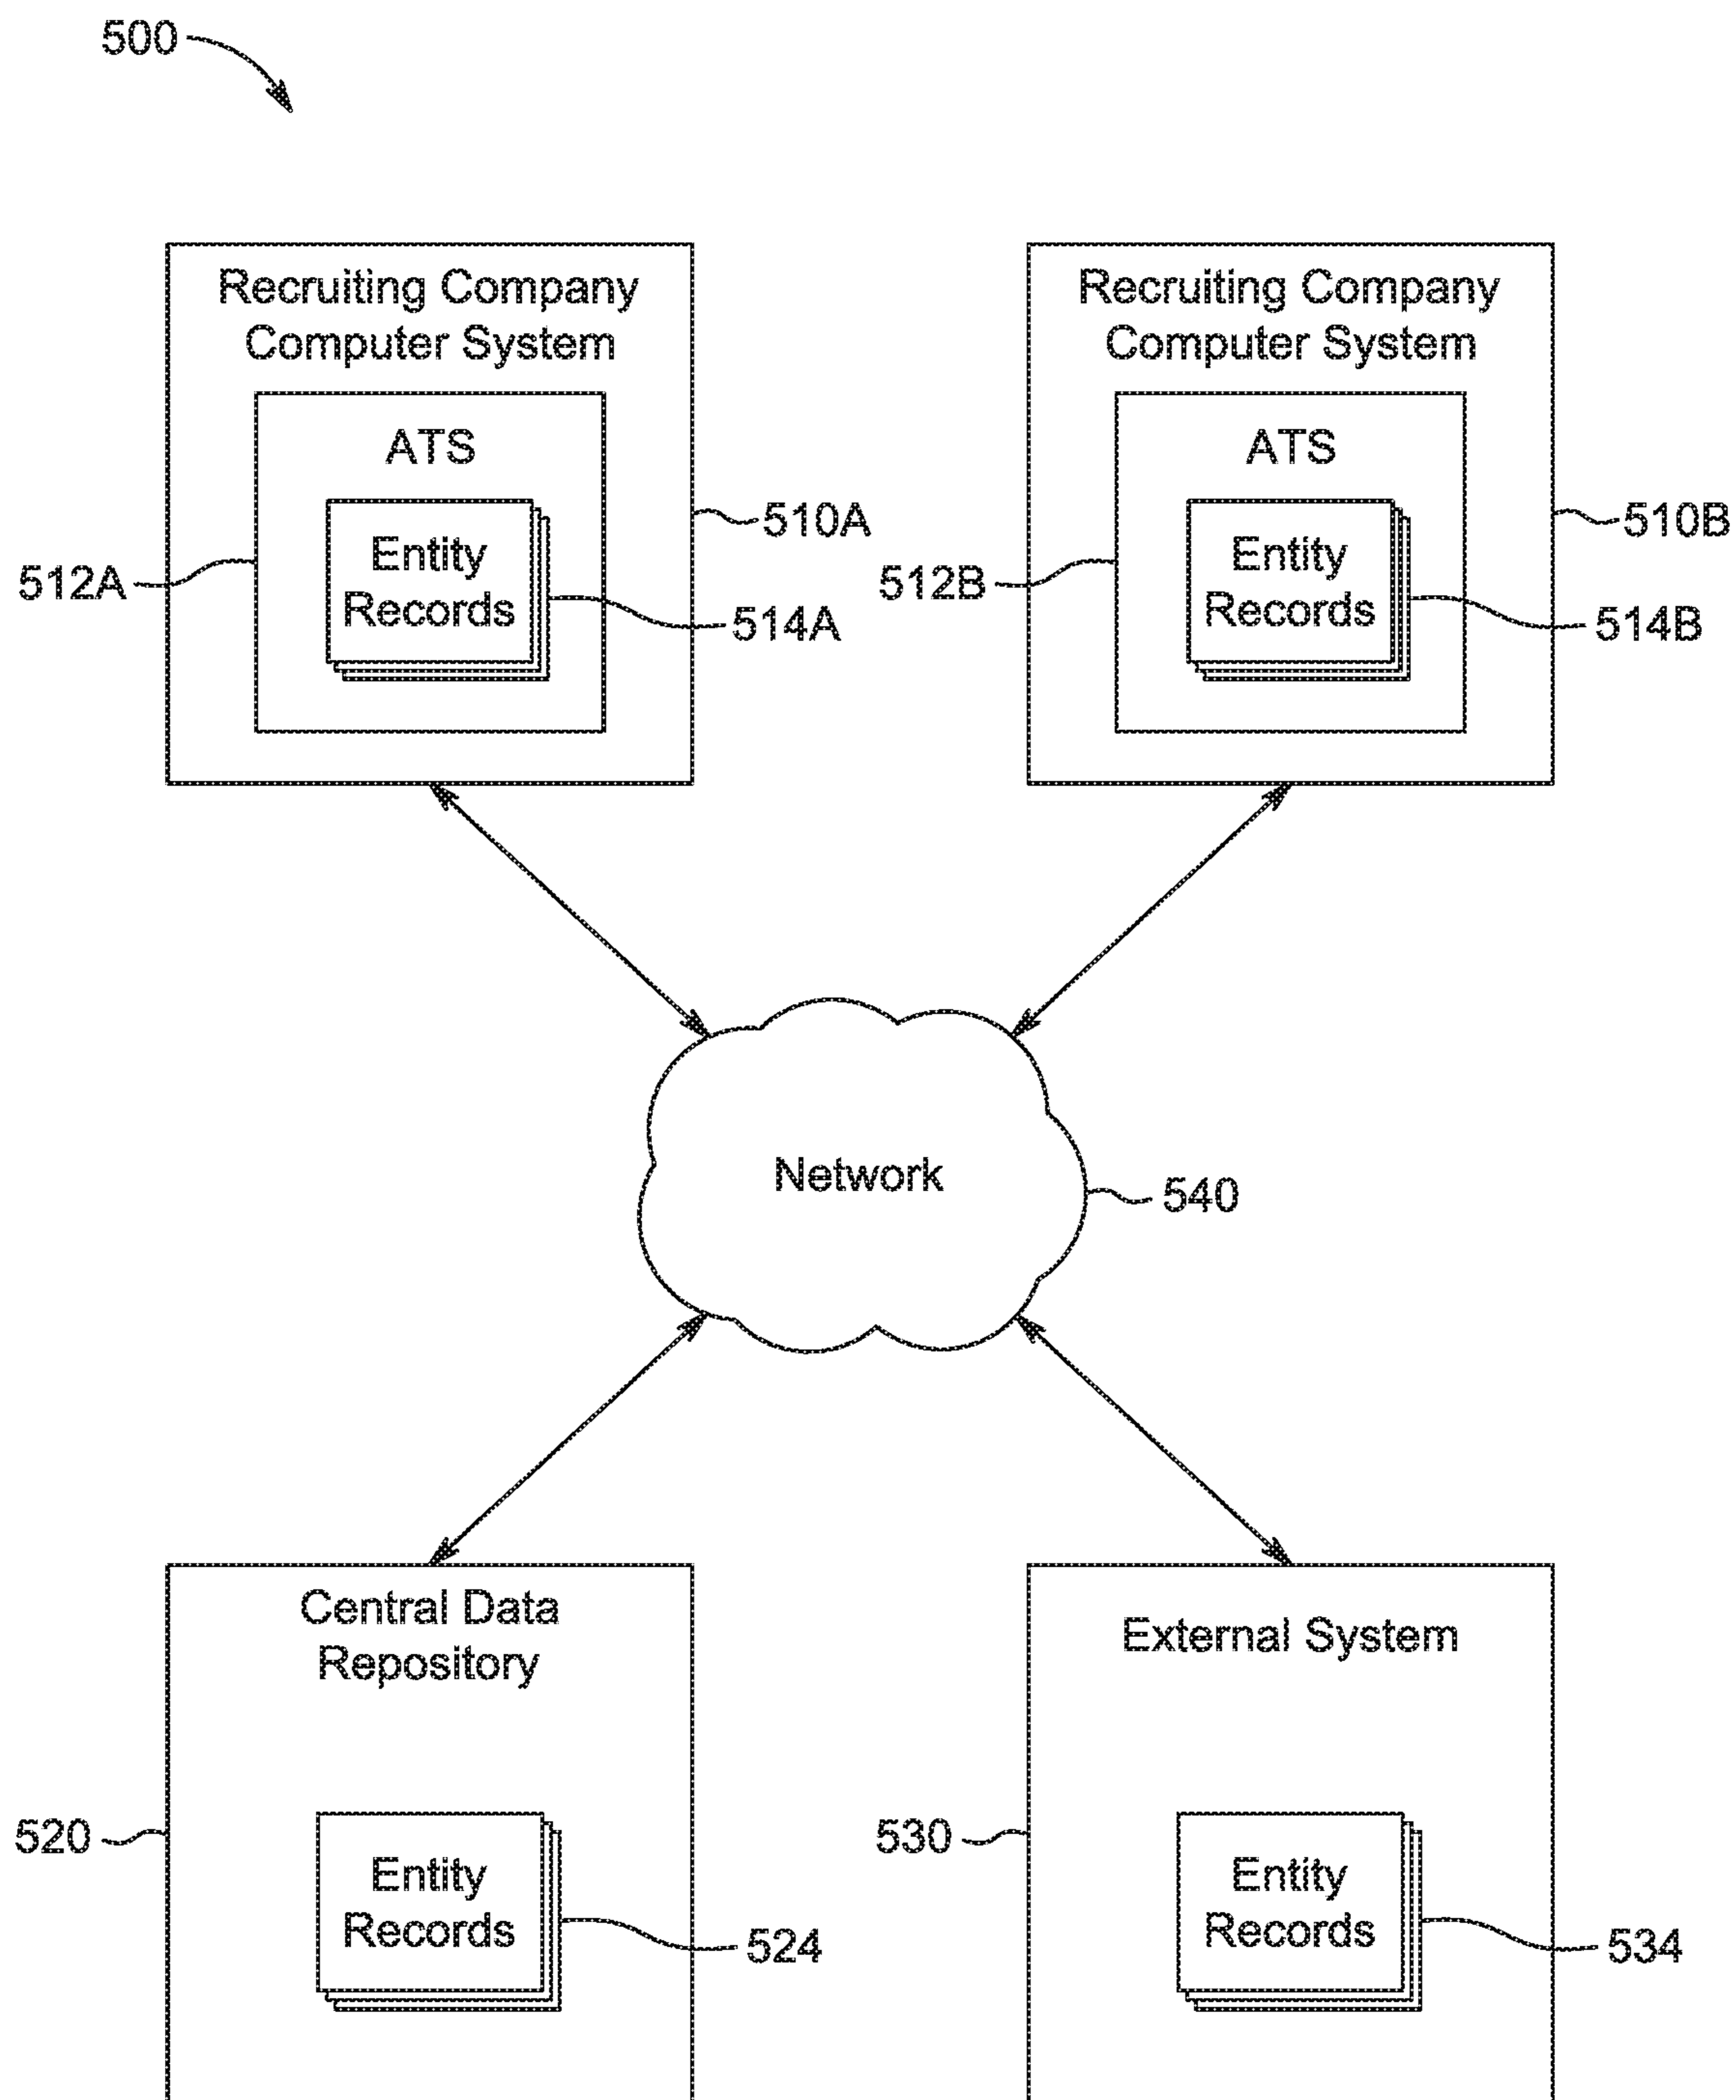 500
Recruiting Company
Computer System
ATS
Entity
Records
510A
512A
514A
Recruiting Company
Computer System
ATS
Entity
Records
510B
512B
514B
Network
540
Central Data
Repository
520
Entity
Records
524
External System
530
Entity
Records
534